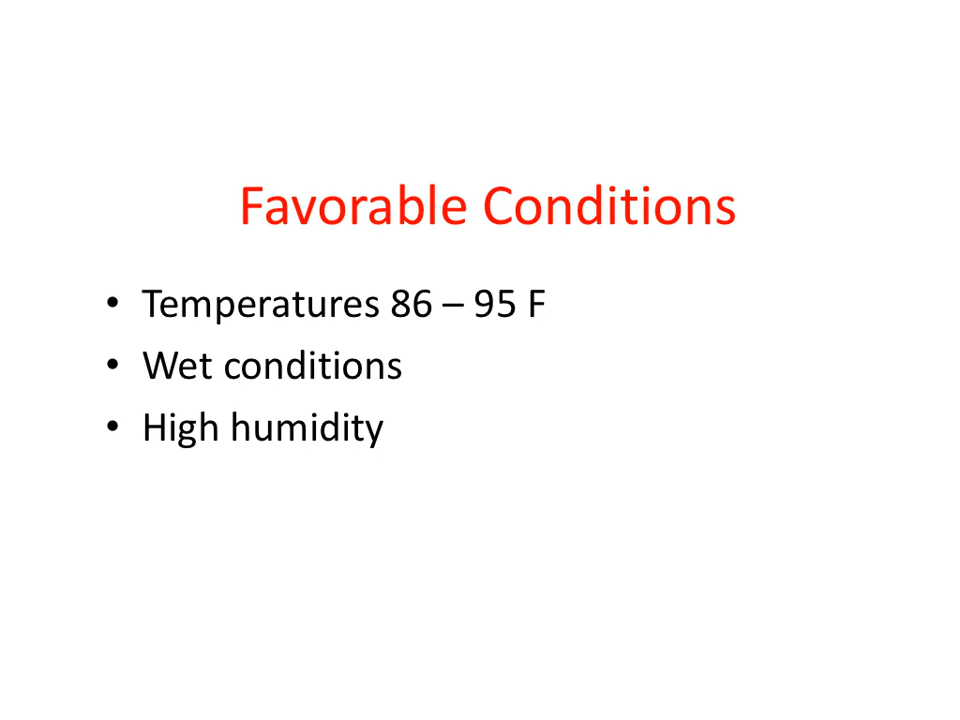 Favorable Conditions
• Temperatures 86 – 95 F
• Wet conditions
• High humidity